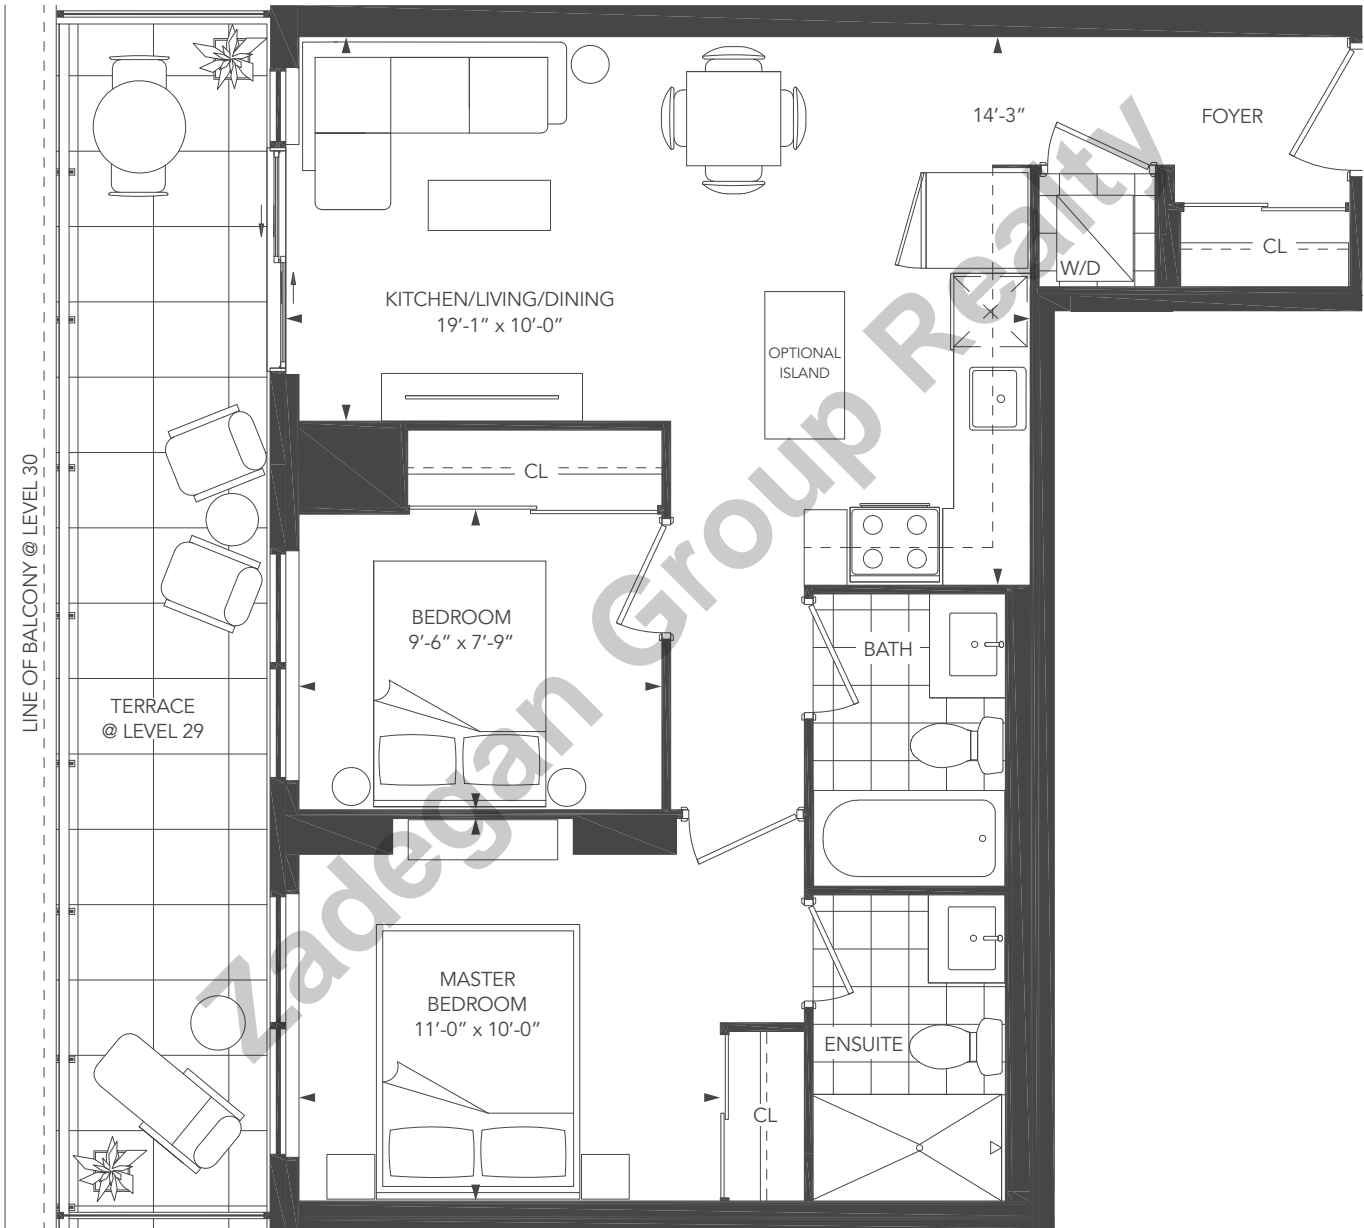 14'-3”
FOYER
CL
W/D
KITCHEN/LIVING/DINING
19'-1” x 10'-0”
OPTIONAL
ISLAND
CL
LINE OF BALCONY @ LEVEL 30
BEDROOM
9'-6” x 7'-9”
BATH
TERRACE
@ LEVEL 29
MASTER
BEDROOM
11'-0” x 10'-0”
ENSUITE
CL
Zadegan Group Realty